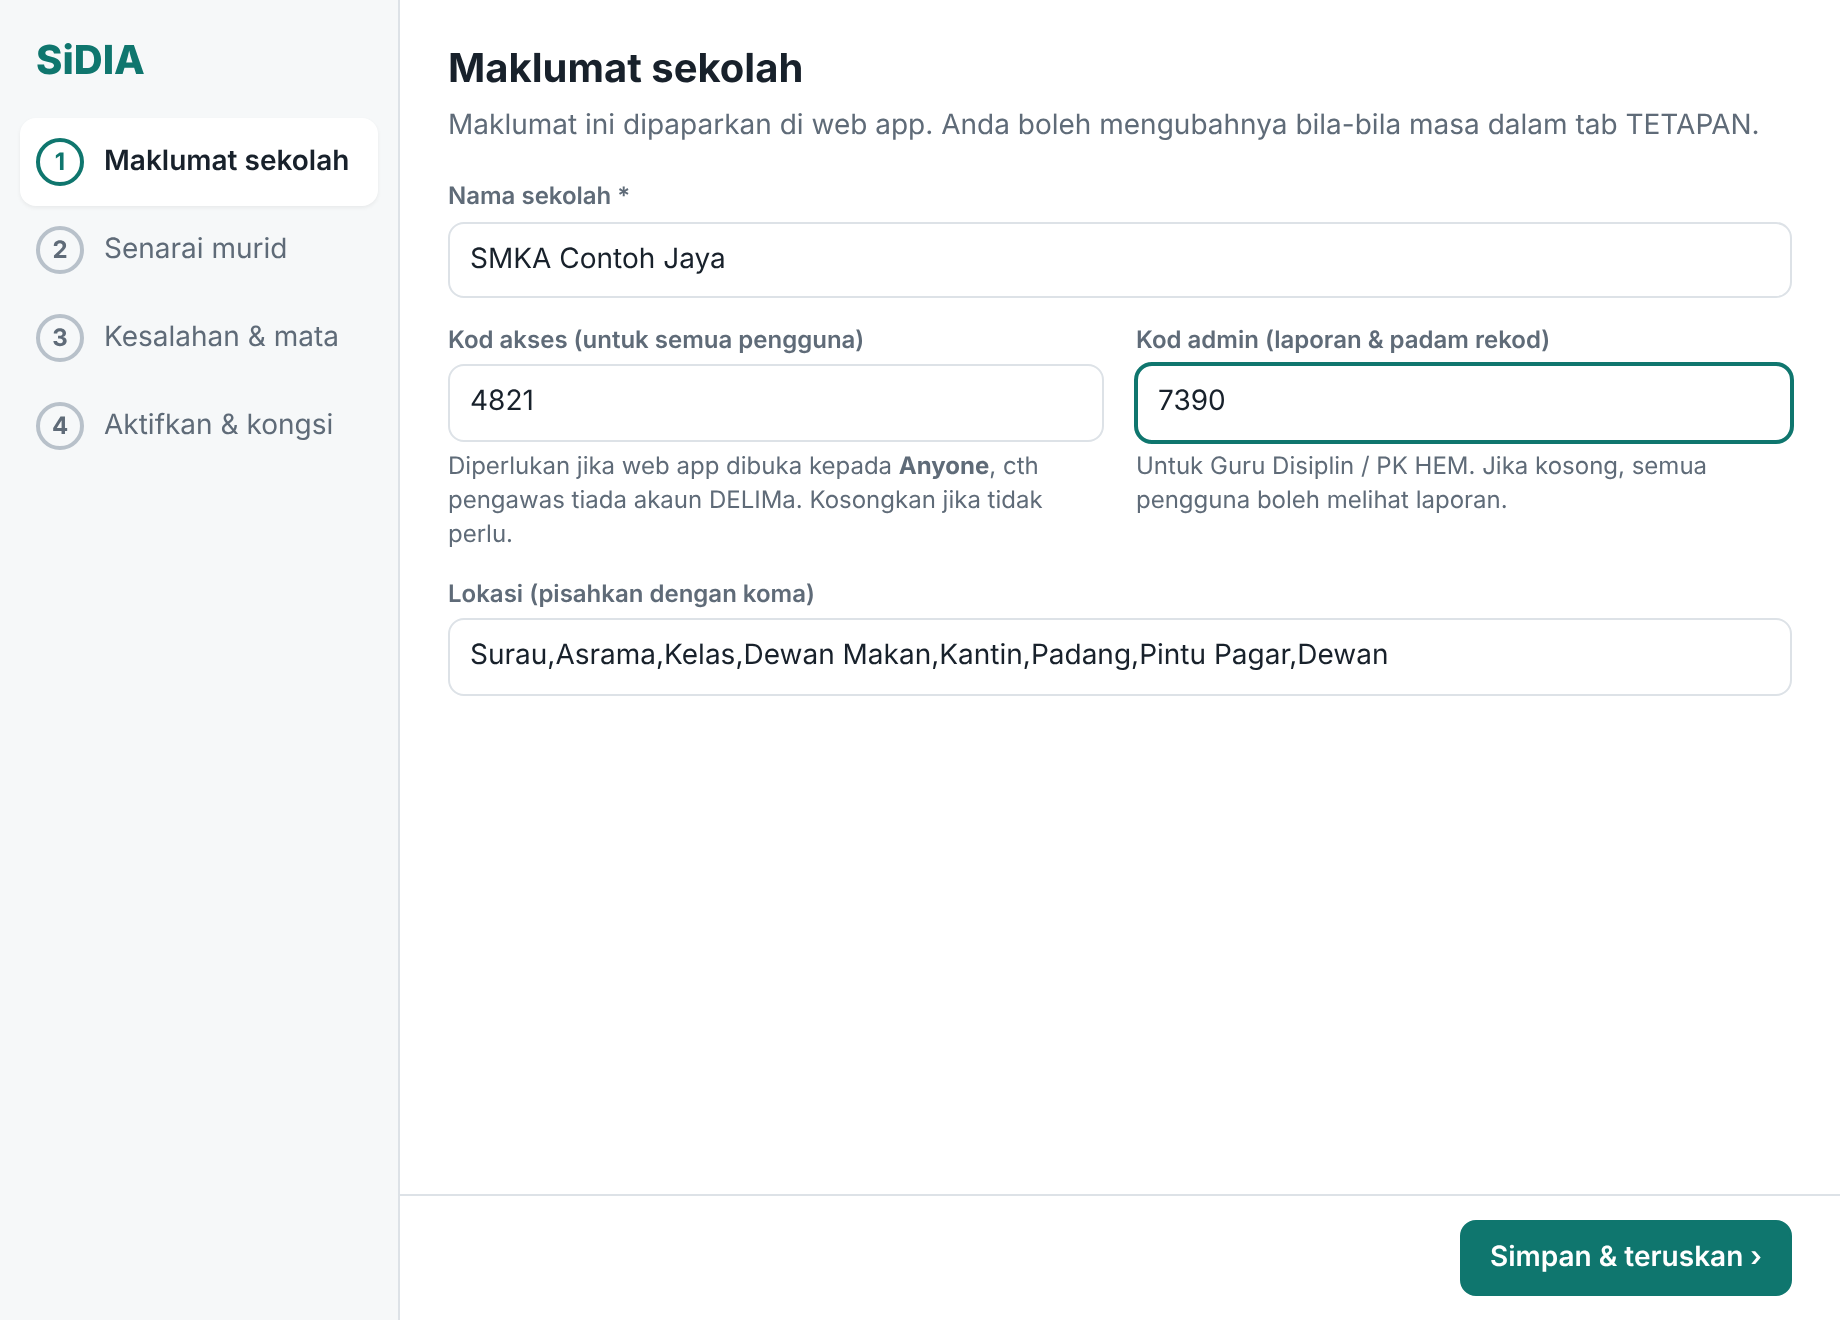 SiDIA
1 Maklumat sekolah
2 Senarai murid
3 Kesalahan & mata
4 Aktifkan & kongsi
Maklumat sekolah
Maklumat ini dipaparkan di web app. Anda boleh mengubahnya bila-bila masa dalam tab TETAPAN.
Nama sekolah *
SMKA Contoh Jaya
Kod akses (untuk semua pengguna)
4821
Diperlukan jika web app dibuka kepada Anyone, cth
pengawas tiada akaun DELIMa. Kosongkan jika tidak
perlu.
Kod admin (laporan & padam rekod)
7390
Untuk Guru Disiplin / PK HEM. Jika kosong, semua
pengguna boleh melihat laporan.
Lokasi (pisahkan dengan koma)
Surau,Asrama,Kelas,Dewan Makan,Kantin,Padang,Pintu Pagar,Dewan
Simpan & teruskan ›